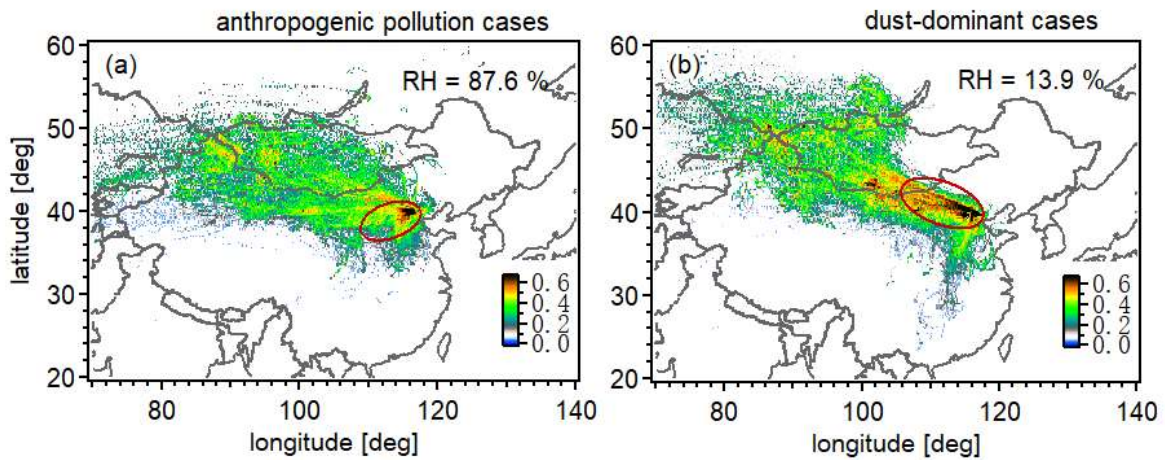 anthropogenic pollution cases
dust-dominant cases
(a)
RH = 87.6 %
(b)
RH = 13.9 %
latitude [deg]
60
50
40
30
20
60
50
40
30
20
0.6
0.4
0.2
0.0
0.6
0.4
0.2
0.0
80 100 120 140
80 100 120 140
longitude [deg]
longitude [deg]